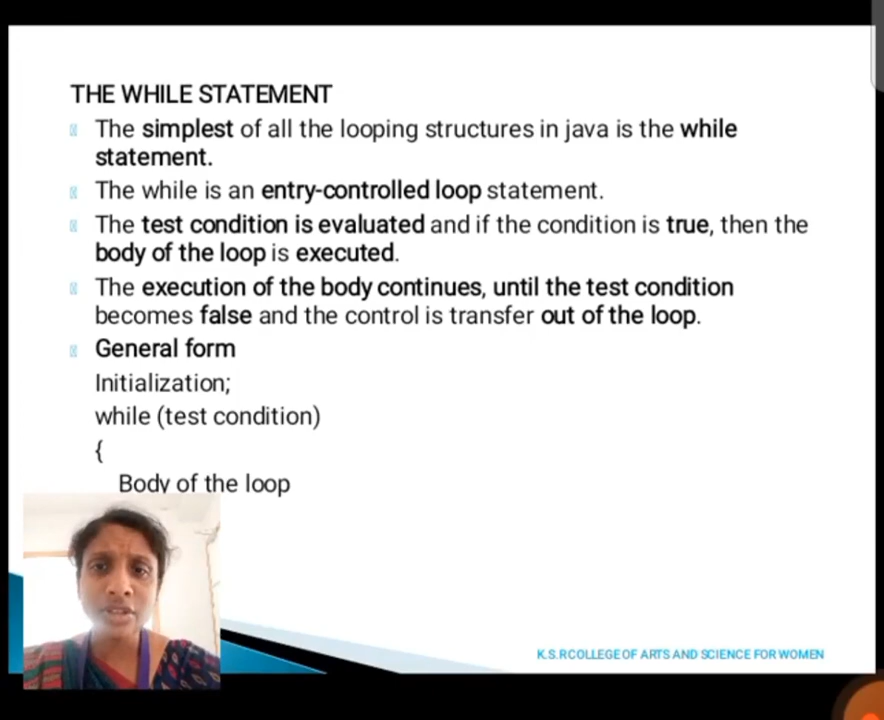 THE WHILE STATEMENT
The simplest of all the looping structures in java is the while
statement.
The while is an entry-controlled loop statement.
The test condition is evaluated and if the condition is true, then the
body of the loop is executed.
The execution of the body continues, until the test condition
becomes false and the control is transfer out of the loop.
General form
Initialization;
while (test condition)
{
Body of the loop
K.S.RCOLLEGE OF ARTS AND SCIENCE FOR WOMEN